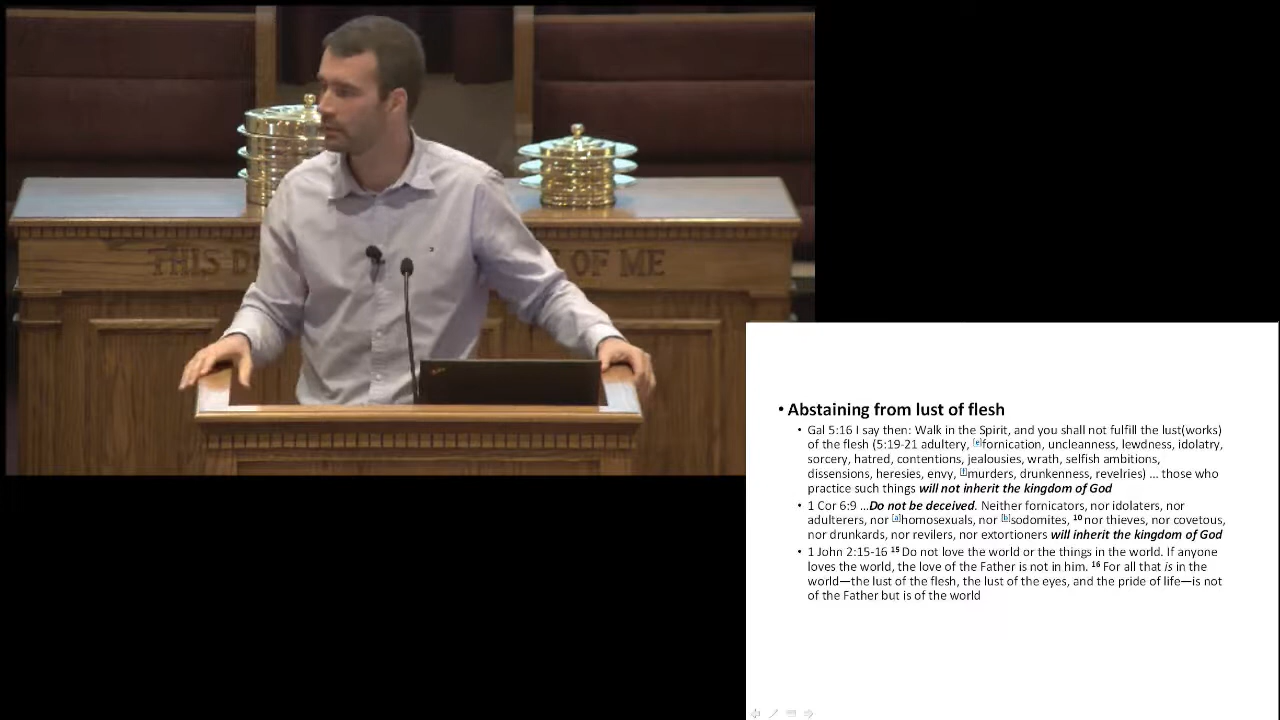 THIS D OF ME
• Abstaining from lust of flesh
• Gal 5:16 I say then: Walk in the Spirit, and you shall not fulfill the lust(works)
of the flesh (5:19-21 adultery, [e]fornication, uncleanness, lewdness, idolatry,
sorcery, hatred, contentions, jealousies, wrath, selfish ambitions,
dissensions, heresies, envy, [f]murders, drunkenness, revelries) ... those who
practice such things will not inherit the kingdom of God
• 1 Cor 6:9 ...Do not be deceived. Neither fornicators, nor idolaters, nor
adulterers, nor [a]homosexuals, nor [b]sodomites, 10 nor thieves, nor covetous,
nor drunkards, nor revilers, nor extortioners will inherit the kingdom of God
• 1 John 2:15-16 15 Do not love the world or the things in the world. If anyone
loves the world, the love of the Father is not in him. 16 For all that is in the
world—the lust of the flesh, the lust of the eyes, and the pride of life—is not
of the Father but is of the world